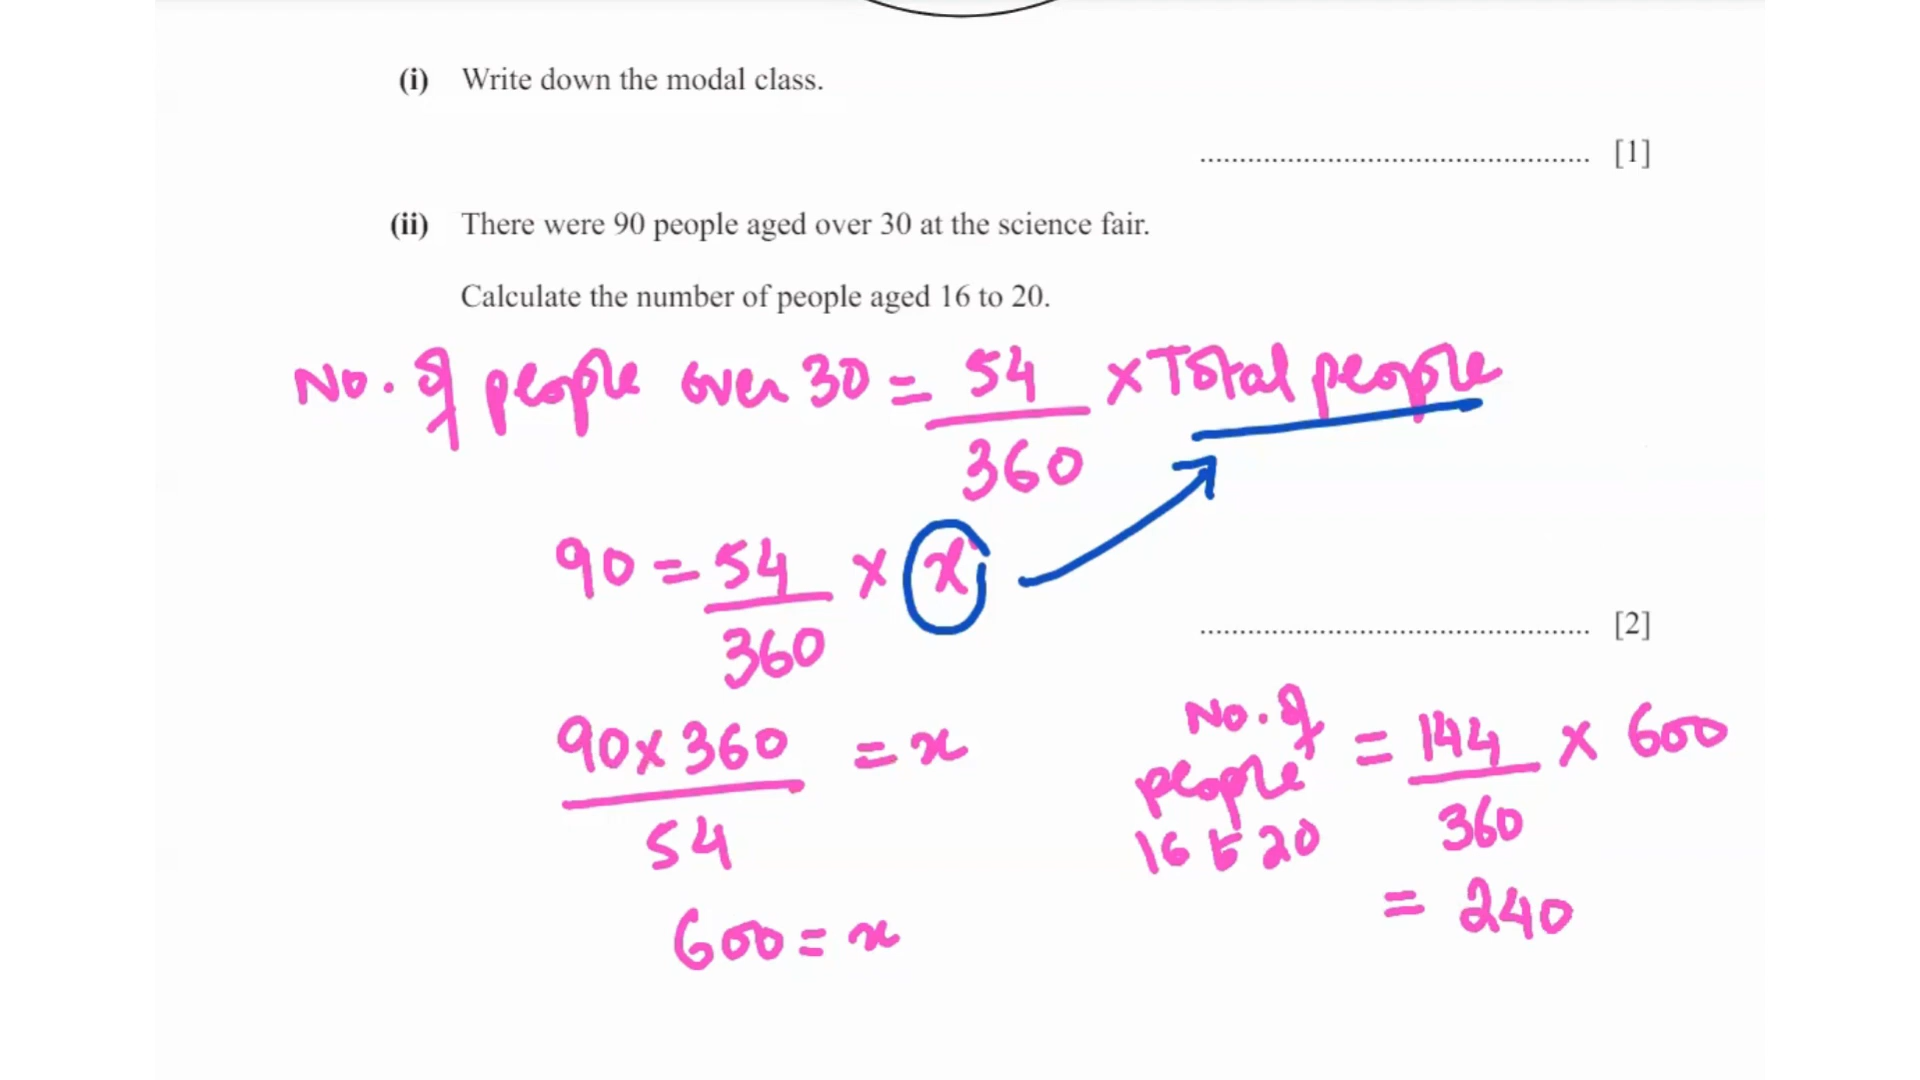 (i) Write down the modal class.
.................................................. [1]
(ii) There were 90 people aged over 30 at the science fair.
Calculate the number of people aged 16 to 20.
No. of people over 30 = 54/360 × Total people
90 = 54/360 × x
.................................................. [2]
90 × 360/54 = x
600 = x
No. of people 16 to 20 = 144/360 × 600
= 240